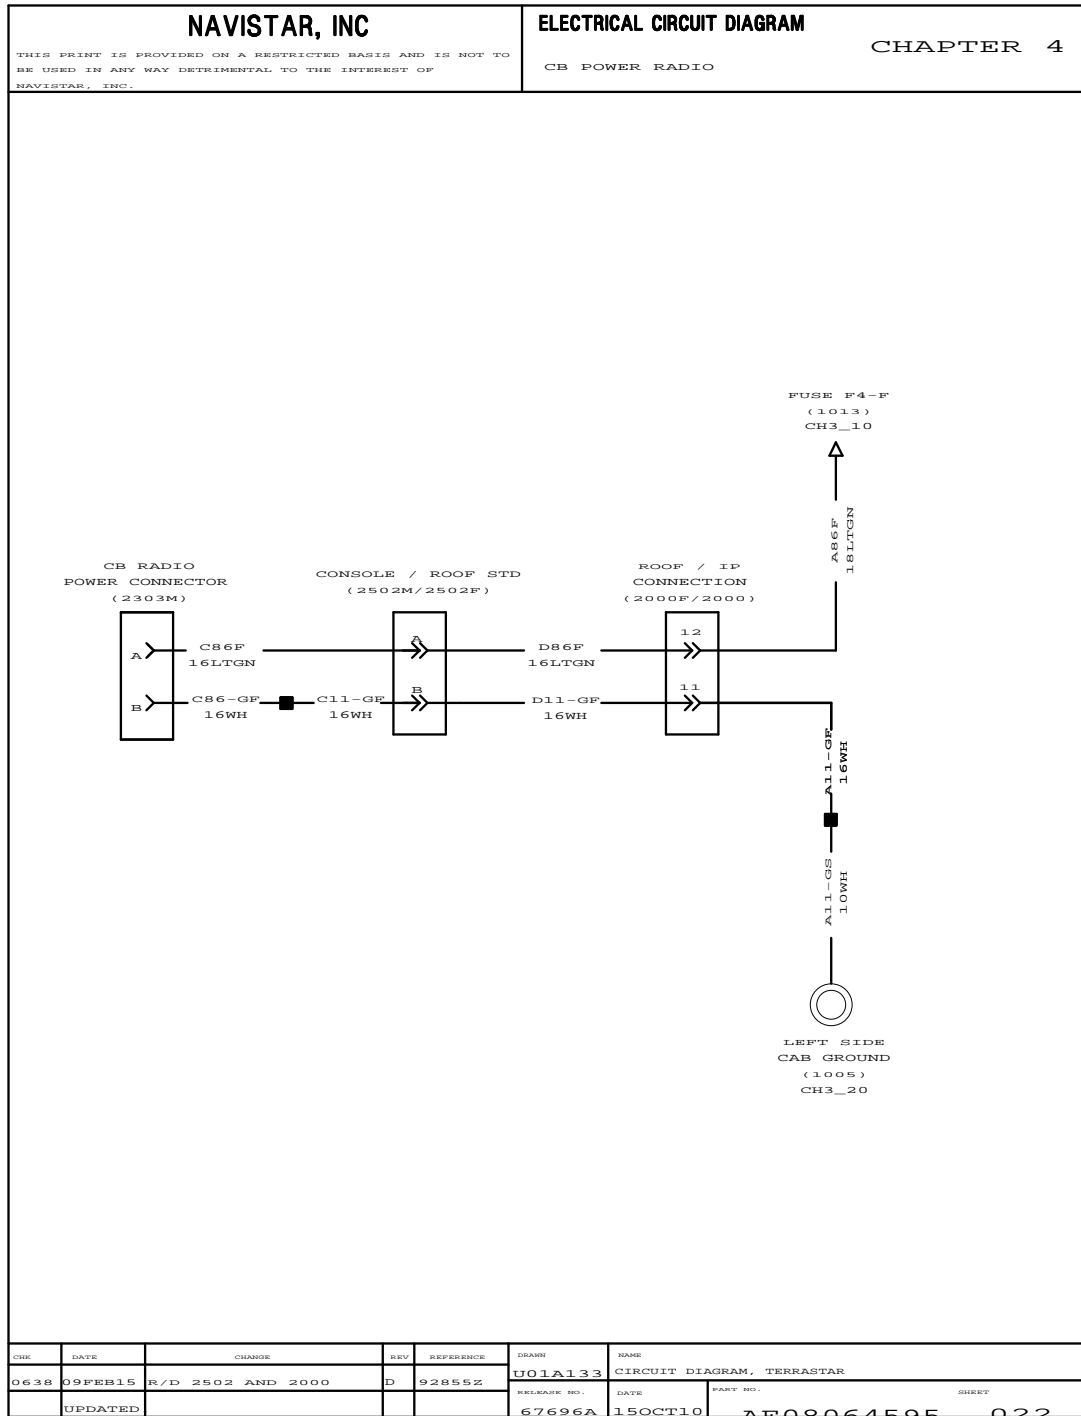 NAVISTAR, INC
THIS PRINT IS PROVIDED ON A RESTRICTED BASIS AND IS NOT TO
BE USED IN ANY WAY DETRIMENTAL TO THE INTEREST OF
NAVISTAR, INC.
ELECTRICAL CIRCUIT DIAGRAM
CB POWER RADIO
CHAPTER 4
FUSE F4-F
(1013)
CH3_10
A86F
18LTGN
CB RADIO
POWER CONNECTOR
(2303M)
CONSOLE / ROOF STD
(2502M/2502F)
ROOF / IP
CONNECTION
(2000F/2000)
A
C86F
16LTGN
A
D86F
16LTGN
12
B
C86-GF
16WH
C11-GF
16WH
B
D11-GF
16WH
11
A11-GF
16WH
A11-GS
10WH
LEFT SIDE
CAB GROUND
(1005)
CH3_20
CHK DATE CHANGE REV REFERENCE
0638 09FEB15 R/D 2502 AND 2000 D 92855Z
UPDATED
DRAWN
U01A133
NAME
CIRCUIT DIAGRAM, TERRASTAR
RELEASE NO.
67696A
DATE
15OCT10
PART NO.
AE08064595
SHEET
022